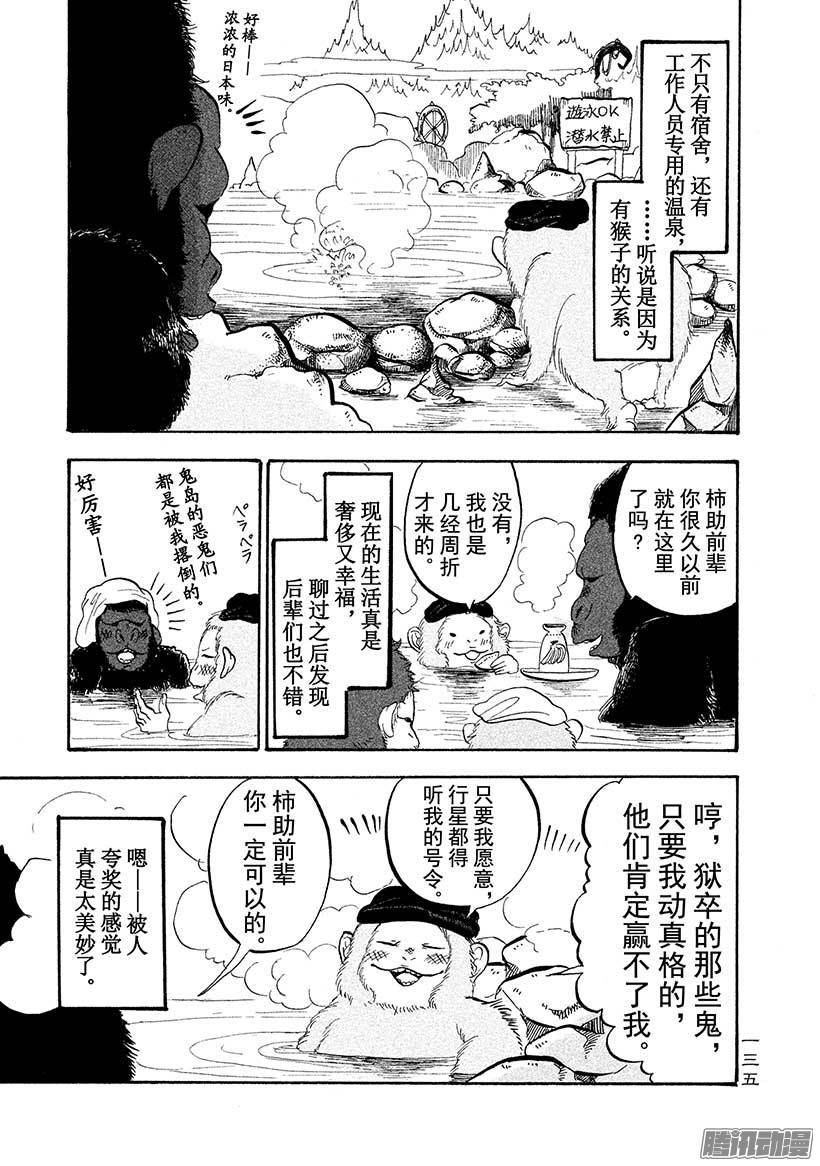 不只有宿舍，还有
工作人员专用的温泉，
……听说是因为
有猴子的关系。
遊泳OK
潜水禁止
好棒——
浓浓的日本味。
柿助前辈
你很久以前
就在这里
了吗？
没有，
我也是
几经周折
才来的。
现在的生活真是
奢侈又幸福，
聊过之后发现
后辈们也不错。
ペラペラ
鬼岛的恶鬼们
都是被我撂倒的。
好厉害——
哼，狱卒的那些鬼，
只要我动真格的，
他们肯定赢不了我。
只要我愿意，
行星都得
听我的号令。
柿助前辈
你一定可以的。
嗯——被人
夸奖的感觉
真是太美妙了。
一三五
腾讯动漫